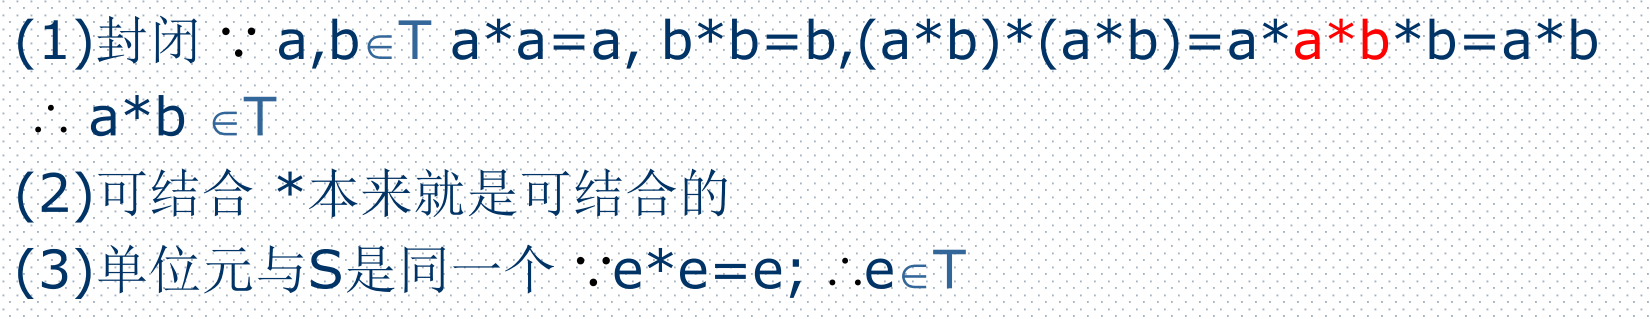 (1)封闭 ∵ a,b∈T a*a=a, b*b=b,(a*b)*(a*b)=a*a*b*b=a*b
∴ a*b ∈T
(2)可结合 *本来就是可结合的
(3)单位元与S是同一个 ∵e*e=e; ∴e∈T